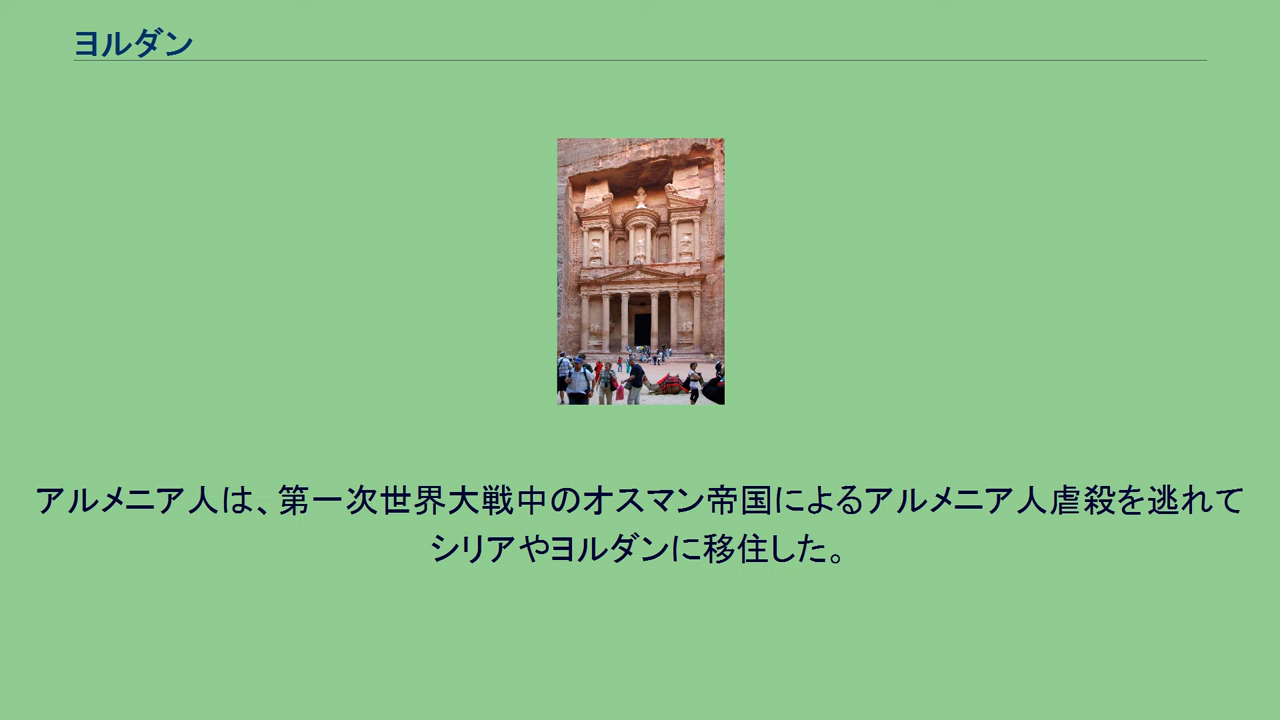 ヨルダン
アルメニア人は、第一次世界大戦中のオスマン帝国によるアルメニア人虐殺を逃れて
シリアやヨルダンに移住した。